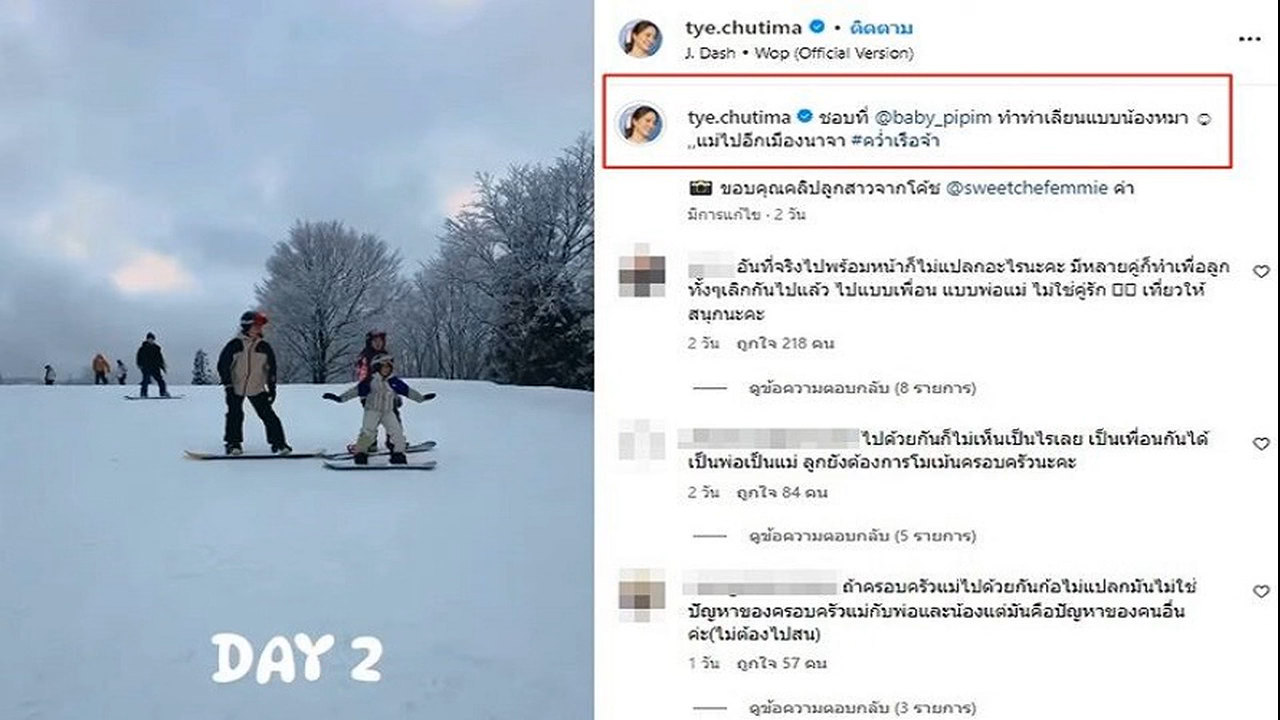 DAY 2
tye.chutima • ติดตาม
J. Dash • Wop (Official Version)
tye.chutima ชอบที่ @baby_pipim ทำท่าเลียนแบบน้องหมา
,,แม่ไปอีกเมืองนาจา #คว่ำเรือจ้า
ขอบคุณคลิปลูกสาวจากโค้ช @sweetchefemmie ค่า
มีการแก้ไข · 2 วัน
อันที่จริงไปพร้อมหน้าก็ไม่แปลกอะไรนะคะ มีหลายคู่ก็ทำเพื่อลูก
ทั้งๆเลิกกันไปแล้ว ไปแบบเพื่อน แบบพ่อแม่ ไม่ใช่คู่รัก เที่ยวให้
สนุกนะคะ
2 วัน ถูกใจ 218 คน
ดูข้อความตอบกลับ (8 รายการ)
ไปด้วยกันก็ไม่เห็นเป็นไรเลย เป็นเพื่อนกันได้
เป็นพ่อเป็นแม่ ลูกยังต้องการโมเม้นครอบครัวนะคะ
2 วัน ถูกใจ 84 คน
ดูข้อความตอบกลับ (5 รายการ)
ถ้าครอบครัวแม่ไปด้วยกันก้อไม่แปลกมันไม่ใช่
ปัญหาของครอบครัวแม่กับพ่อและน้องแต่มันคือปัญหาของคนอื่น
ค่ะ(ไม่ต้องไปสน)
1 วัน ถูกใจ 57 คน
ดูข้อความตอบกลับ (3 รายการ)